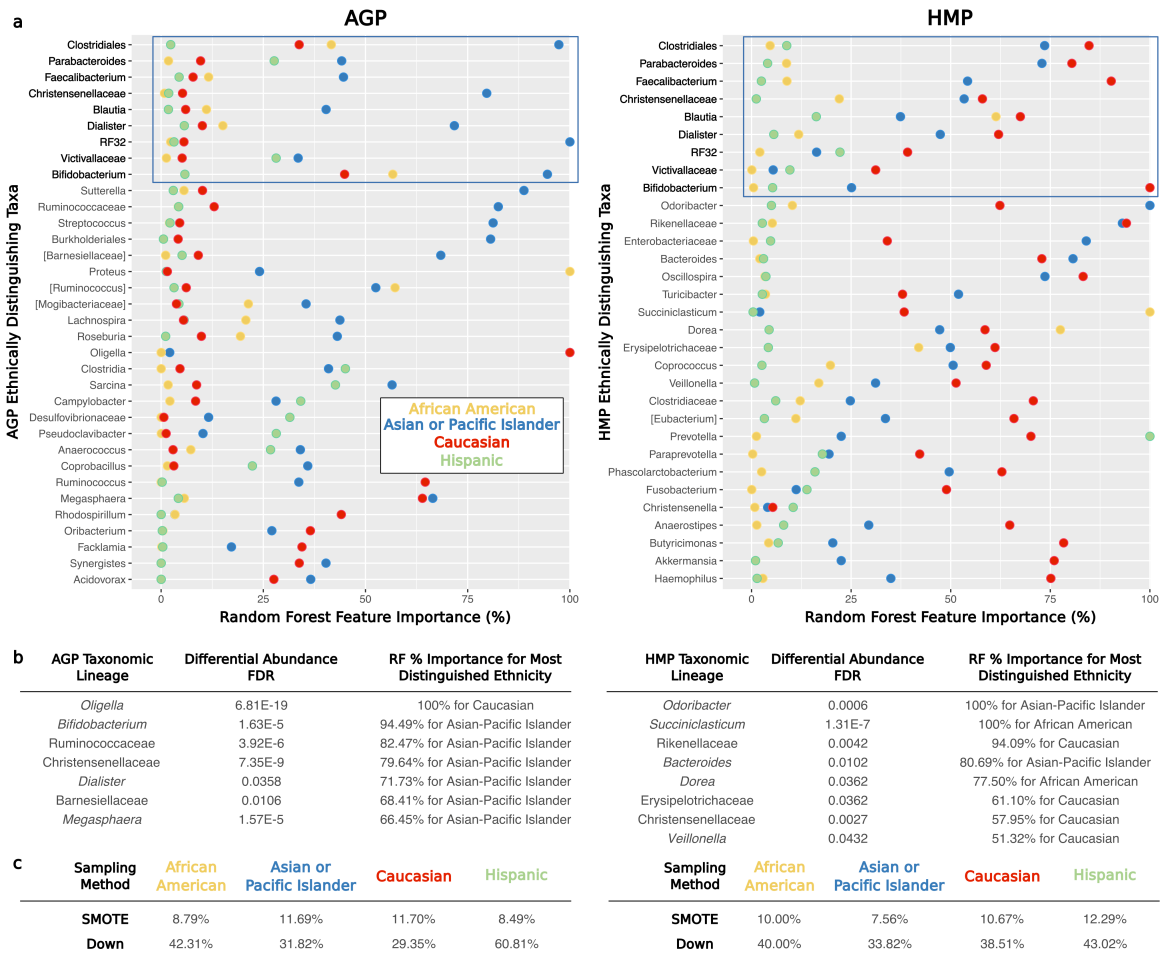 a
AGP
Clostridiales
Parabacteroides
Faecalibacterium
Christensenellaceae
Blautia
Dialister
RF32
Victivallaceae
Bifidobacterium
Sutterella
Ruminococcaceae
Streptococcus
Burkholderiales
[Barnesiellaceae]
Proteus
[Ruminococcus]
[Mogibacteriaceae]
Lachnospira
Roseburia
Oligella
Clostridia
Sarcina
Campylobacter
Desulfovibrionaceae
Pseudoclavibacter
Anaerococcus
Coprobacillus
Ruminococcus
Megasphaera
Rhodospirillum
Oribacterium
Facklamia
Synergistes
Acidovorax
AGP Ethnically Distinguishing Taxa
African American
Asian or Pacific Islander
Caucasian
Hispanic
0 25 50 75 100
Random Forest Feature Importance (%)
HMP
Clostridiales
Parabacteroides
Faecalibacterium
Christensenellaceae
Blautia
Dialister
RF32
Victivallaceae
Bifidobacterium
Odoribacter
Rikenellaceae
Enterobacteriaceae
Bacteroides
Oscillospira
Turicibacter
Succiniclasticum
Dorea
Erysipelotrichaceae
Coprococcus
Veillonella
Clostridiaceae
[Eubacterium]
Prevotella
Paraprevotella
Phascolarctobacterium
Fusobacterium
Christensenella
Anaerostipes
Butyricimonas
Akkermansia
Haemophilus
HMP Ethnically Distinguishing Taxa
0 25 50 75 100
Random Forest Feature Importance (%)
b
AGP Taxonomic Differential Abundance RF % Importance for Most
Lineage FDR Distinguished Ethnicity
Oligella 6.81E-19 100% for Caucasian
Bifidobacterium 1.63E-5 94.49% for Asian-Pacific Islander
Ruminococcaceae 3.92E-6 82.47% for Asian-Pacific Islander
Christensenellaceae 7.35E-9 79.64% for Asian-Pacific Islander
Dialister 0.0358 71.73% for Asian-Pacific Islander
Barnesiellaceae 0.0106 68.41% for Asian-Pacific Islander
Megasphaera 1.57E-5 66.45% for Asian-Pacific Islander
HMP Taxonomic Differential Abundance RF % Importance for Most
Lineage FDR Distinguished Ethnicity
Odoribacter 0.0006 100% for Asian-Pacific Islander
Succiniclasticum 1.31E-7 100% for African American
Rikenellaceae 0.0042 94.09% for Caucasian
Bacteroides 0.0102 80.69% for Asian-Pacific Islander
Dorea 0.0362 77.50% for African American
Erysipelotrichaceae 0.0362 61.10% for Caucasian
Christensenellaceae 0.0027 57.95% for Caucasian
Veillonella 0.0432 51.32% for Caucasian
c
Sampling African Asian or Caucasian Hispanic
Method American Pacific Islander
SMOTE 8.79% 11.69% 11.70% 8.49%
Down 42.31% 31.82% 29.35% 60.81%
Sampling African Asian or Caucasian Hispanic
Method American Pacific Islander
SMOTE 10.00% 7.56% 10.67% 12.29%
Down 40.00% 33.82% 38.51% 43.02%